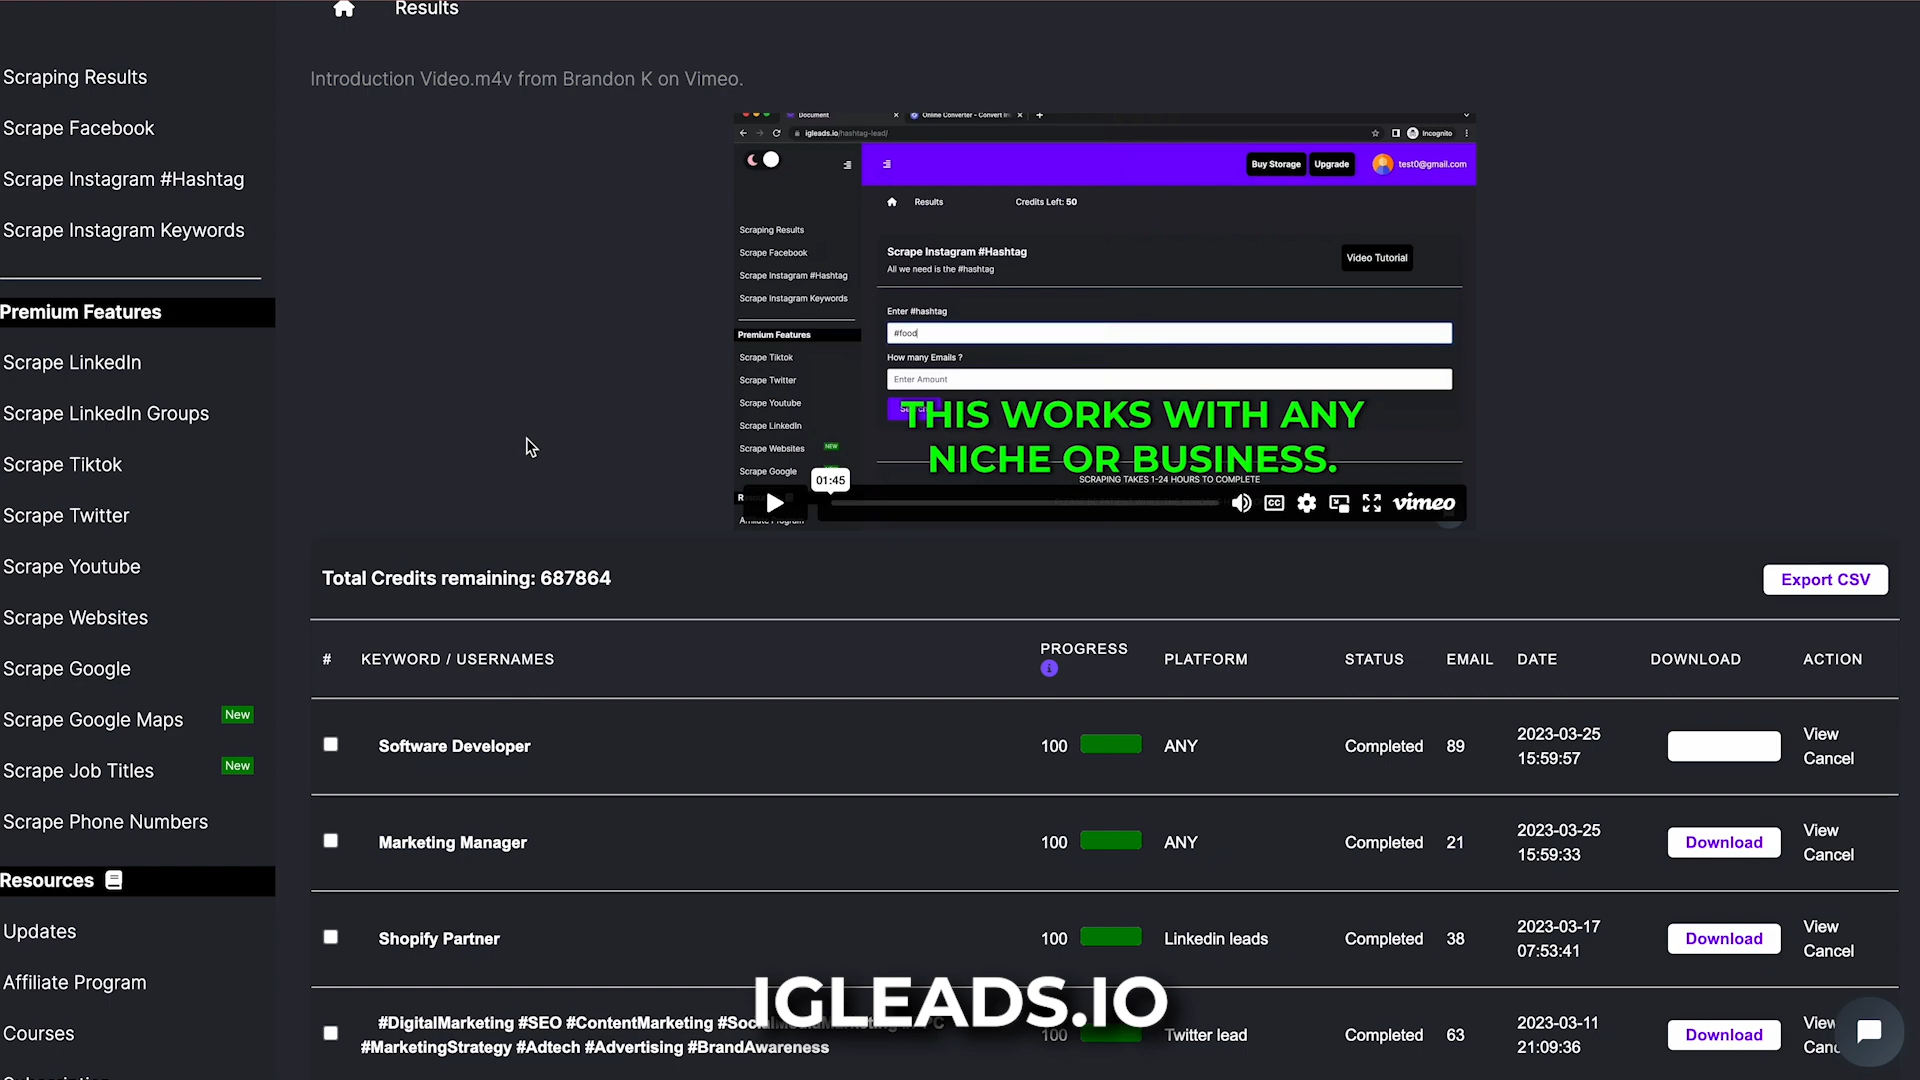 Results
Scraping Results
Scrape Facebook
Scrape Instagram #Hashtag
Scrape Instagram Keywords
Premium Features
Scrape LinkedIn
Scrape LinkedIn Groups
Scrape Tiktok
Scrape Twitter
Scrape Youtube
Scrape Websites
Scrape Google
Scrape Google Maps New
Scrape Job Titles New
Scrape Phone Numbers
Resources
Updates
Affiliate Program
Courses
Introduction Video.m4v from Brandon K on Vimeo.
Document
Online Converter - Convert
igleads.io/hashtag-lead/
Incognito
Buy Storage Upgrade test0@gmail.com
Results Credits Left: 50
Scraping Results
Scrape Facebook
Scrape Instagram #Hashtag
Scrape Instagram Keywords
Premium Features
Scrape Tiktok
Scrape Twitter
Scrape Youtube
Scrape LinkedIn
Scrape Websites NEW
Scrape Google
Scrape Instagram #Hashtag
All we need is the #hashtag
Video Tutorial
Enter #hashtag
#food
How many Emails ?
Enter Amount
THIS WORKS WITH ANY
NICHE OR BUSINESS.
SCRAPING TAKES 1-24 HOURS TO COMPLETE
01:45
CC
vimeo
Total Credits remaining: 687864
Export CSV
# KEYWORD / USERNAMES PROGRESS PLATFORM STATUS EMAIL DATE DOWNLOAD ACTION
Software Developer 100 ANY Completed 89 2023-03-25 15:59:57 View Cancel
Marketing Manager 100 ANY Completed 21 2023-03-25 15:59:33 Download View Cancel
Shopify Partner 100 Linkedin leads Completed 38 2023-03-17 07:53:41 Download View Cancel
#DigitalMarketing #SEO #ContentMarketing
#MarketingStrategy #Adtech #Advertising #BrandAwareness
100 Twitter lead Completed 63 2023-03-11 21:09:36 Download View
IGLEADS.IO